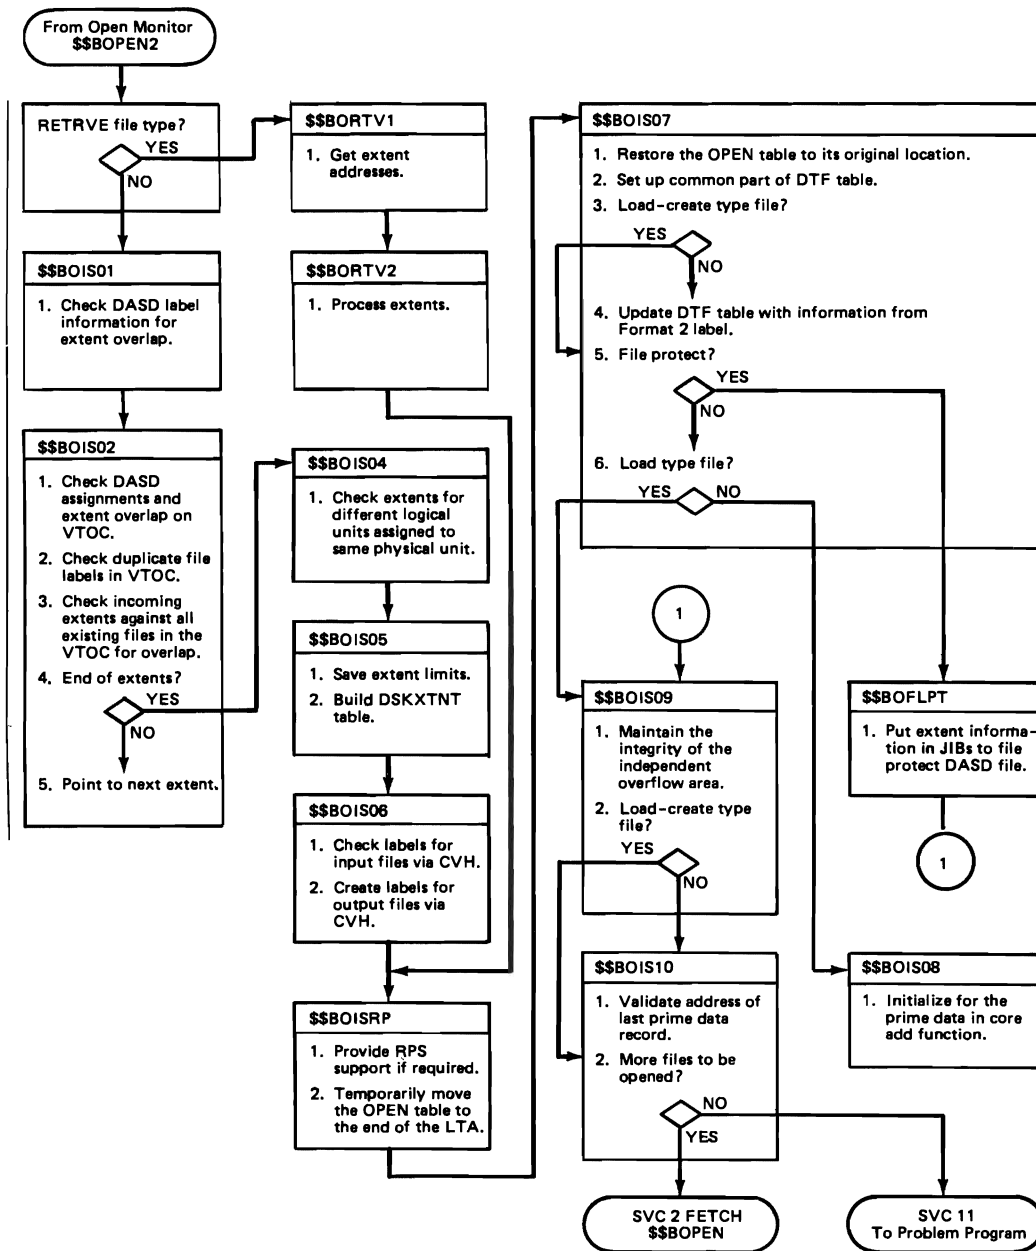 From Open Monitor
$$BOPEN2
RETRVE file type?
YES
NO
$$BOIS01
1. Check DASD label
information for
extent overlap.
$$BOIS02
1. Check DASD
assignments and
extent overlap on
VTOC.
2. Check duplicate file
labels in VTOC.
3. Check incoming
extents against all
existing files in the
VTOC for overlap.
4. End of extents?
YES
NO
5. Point to next extent.
$$BORTV1
1. Get extent
addresses.
$$BORTV2
1. Process extents.
$$BOIS04
1. Check extents for
different logical
units assigned to
same physical unit.
$$BOIS05
1. Save extent limits.
2. Build DSKXTNT
table.
$$BOIS06
1. Check labels for
input files via CVH.
2. Create labels for
output files via
CVH.
$$BOISRP
1. Provide RPS
support if required.
2. Temporarily move
the OPEN table to
the end of the LTA.
$$BOIS07
1. Restore the OPEN table to its original location.
2. Set up common part of DTF table.
3. Load-create type file?
YES
NO
4. Update DTF table with information from
Format 2 label.
5. File protect?
YES
NO
6. Load type file?
YES NO
1
$$BOIS09
1. Maintain the
integrity of the
independent
overflow area.
2. Load-create type
file?
YES
NO
$$BOIS10
1. Validate address of
last prime data
record.
2. More files to be
opened?
NO
YES
SVC 2 FETCH
$$BOPEN
$$BOFLPT
1. Put extent informa-
tion in JIBs to file
protect DASD file.
1
$$BOIS08
1. Initialize for the
prime data in core
add function.
SVC 11
To Problem Program